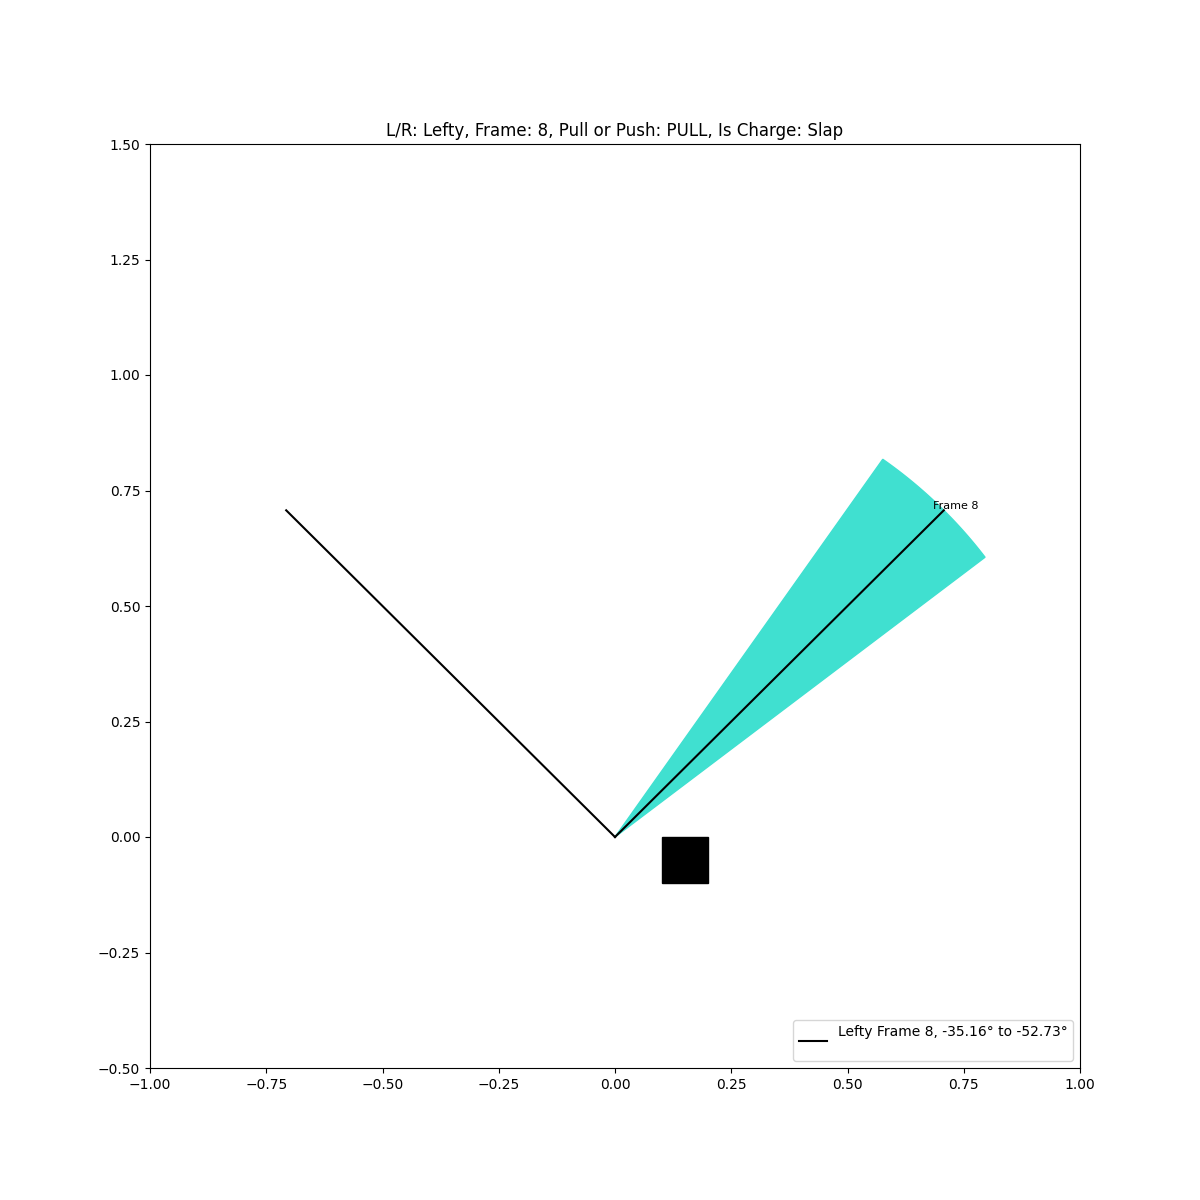 L/R: Lefty, Frame: 8, Pull or Push: PULL, Is Charge: Slap
1.50
1.25
1.00
0.75
0.50
0.25
0.00
−0.25
−0.50
Frame 8
Lefty Frame 8, -35.16° to -52.73°
−1.00 −0.75 −0.50 −0.25 0.00 0.25 0.50 0.75 1.00